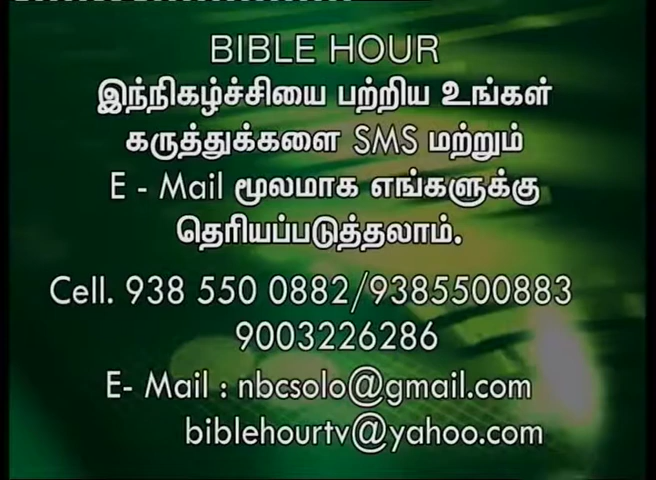 BIBLE HOUR
இந்நிகழ்ச்சியை பற்றிய உங்கள்
கருத்துக்களை SMS மற்றும்
E - Mail மூலமாக எங்களுக்கு
தெரியப்படுத்தலாம்.
Cell. 938 550 0882/9385500883
9003226286
E- Mail : nbcsolo@gmail.com
biblehourtv@yahoo.com